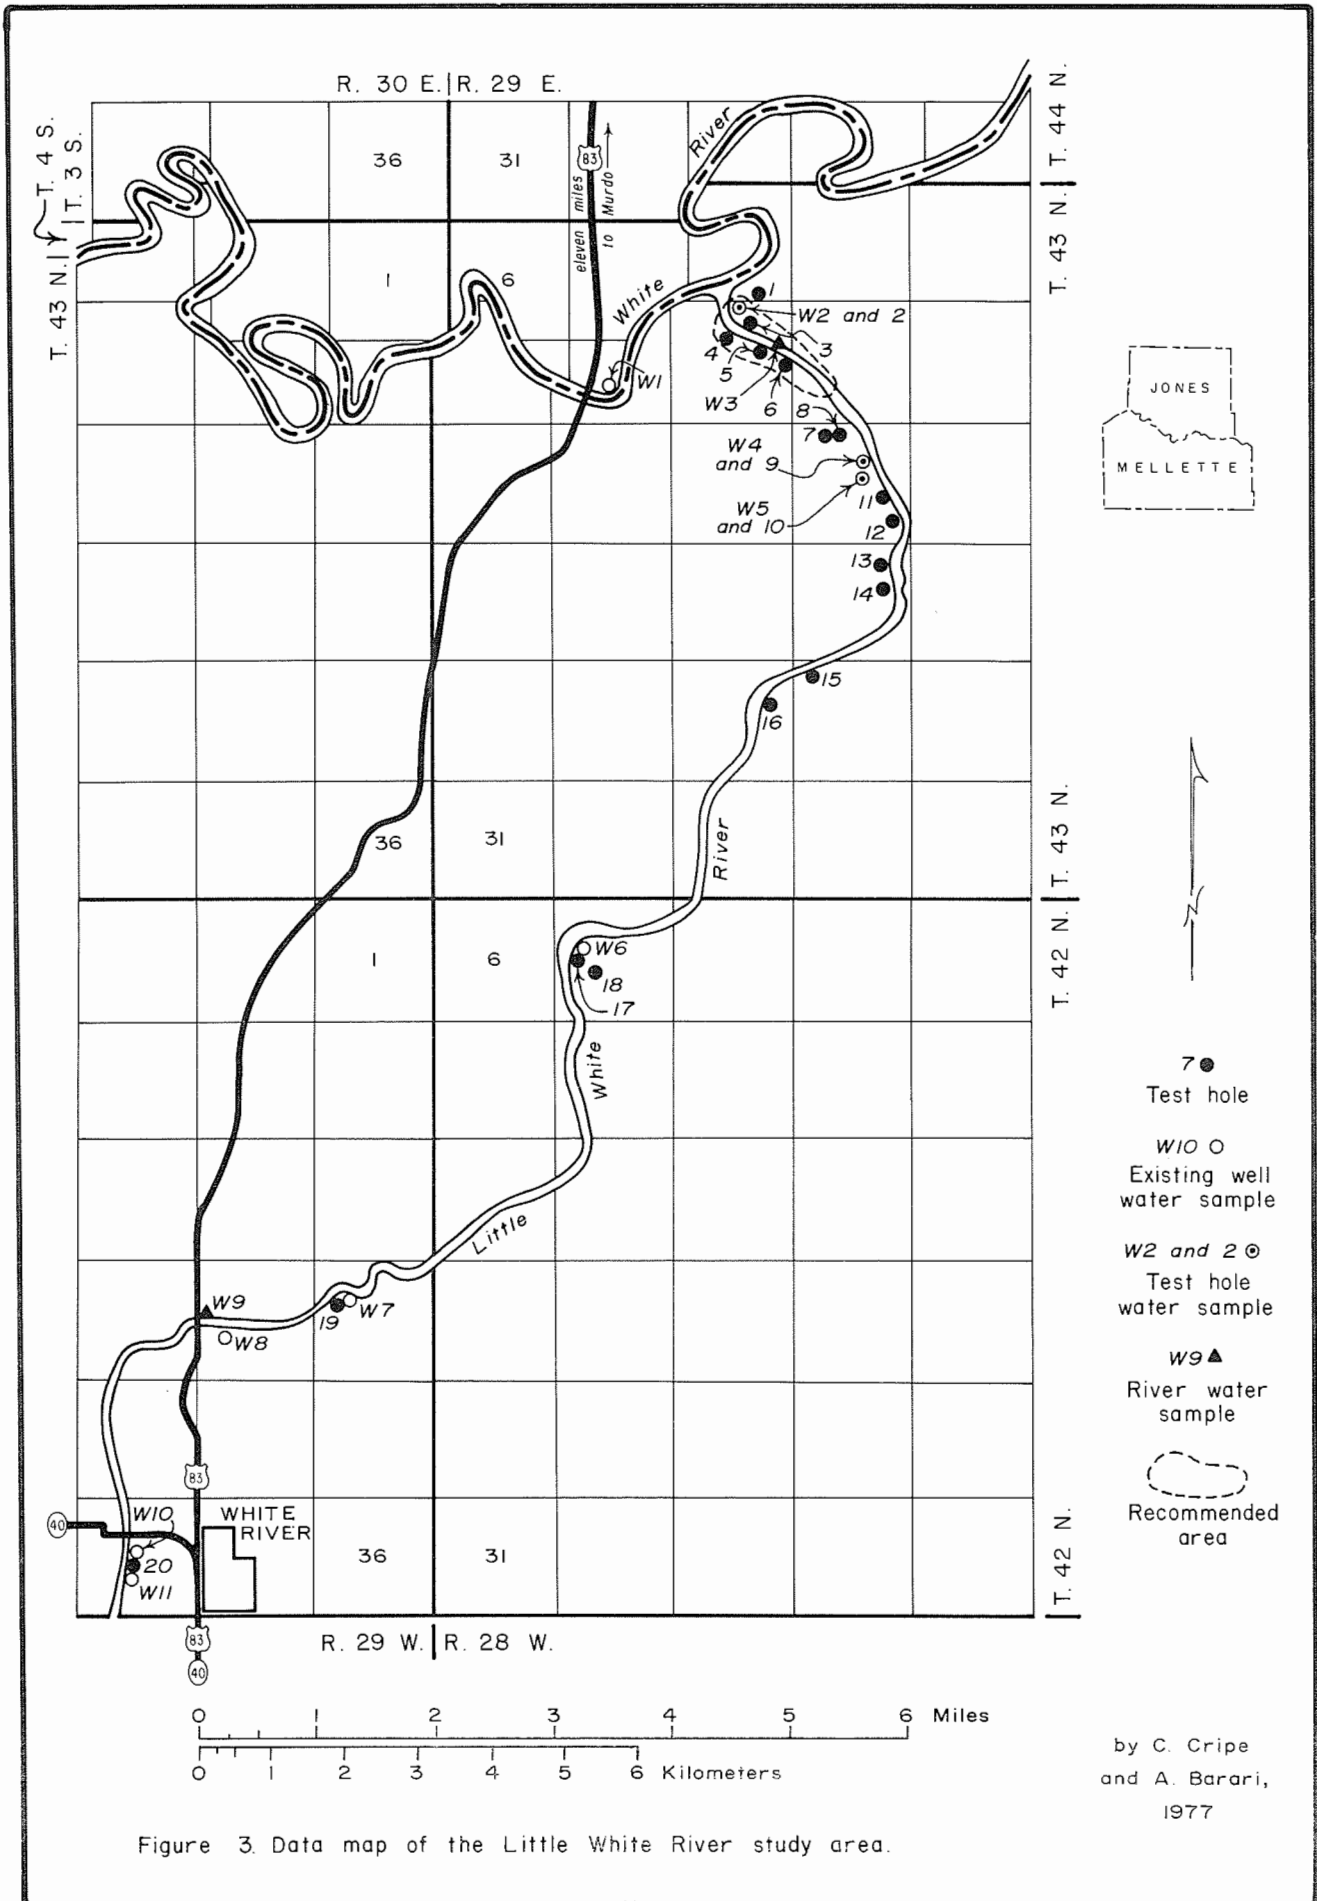 R. 30 E. R. 29 E.
T. 4 S.
T. 3 S.
T. 43 N.
T. 44 N.
T. 43 N.
36
31
83
eleven miles
to Murdo
River
1
6
White
W1
1
W2 and 2
3
4
5
W3
6
8
7
W4
and 9
W5
and 10
11
12
13
14
15
16
JONES
MELLETTE
36
31
River
T. 43 N.
T. 42 N.
1
6
W6
18
17
White
N
Little
W9
W8
19
W7
7
Test hole
W10
Existing well
water sample
W2 and 2
Test hole
water sample
W9
River water
sample
Recommended
area
83
40
W10
WHITE
RIVER
20
W11
36
31
T. 42 N.
83
40
R. 29 W. R. 28 W.
0 1 2 3 4 5 6 Miles
0 1 2 3 4 5 6 Kilometers
by C. Cripe
and A. Barari,
1977
Figure 3. Data map of the Little White River study area.